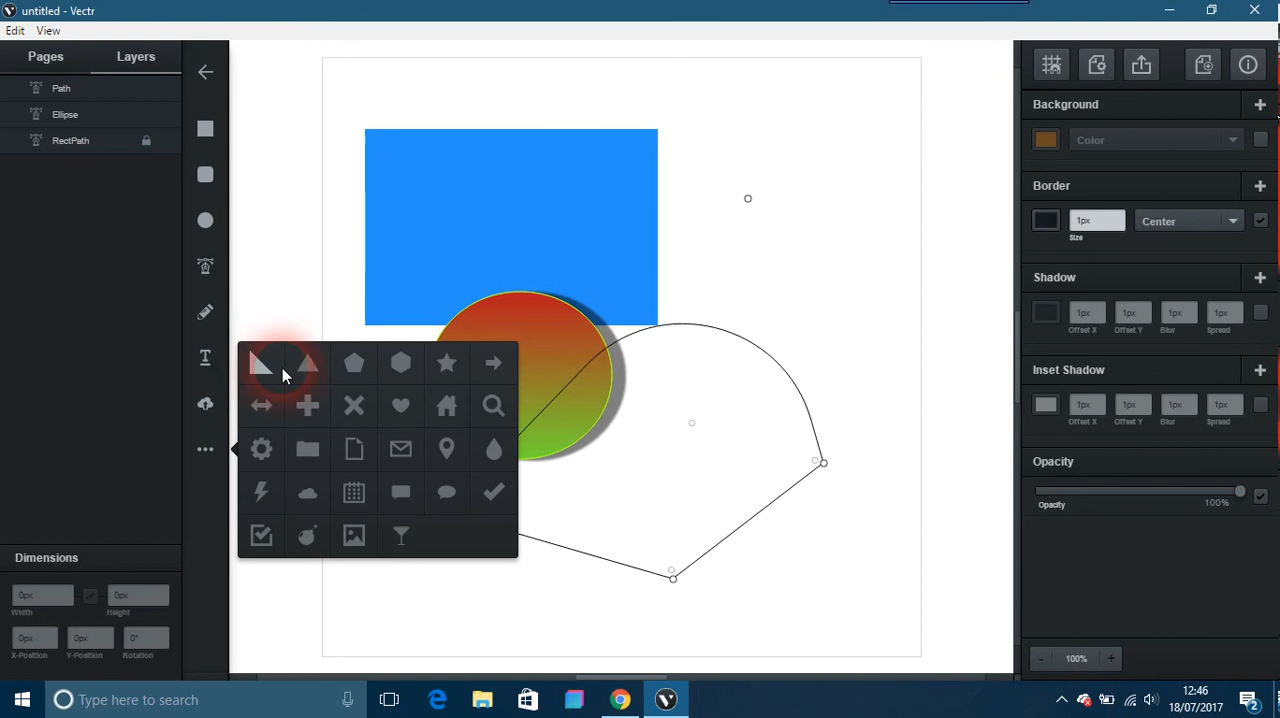 untitled - Vectr
Edit View
Pages Layers
Path
Ellipse
RectPath
Background
Color
Border
1px Center
Size
Shadow
1px 1px 1px 1px
Offset X Offset Y Blur Spread
Inset Shadow
1px 1px 1px 1px
Offset X Offset Y Blur Spread
Opacity
Opacity 100%
Dimensions
0px 0px
Width Height
0px 0px 0°
X-Position Y-Position Rotation
- 100% +
Type here to search
12:46
18/07/2017
2